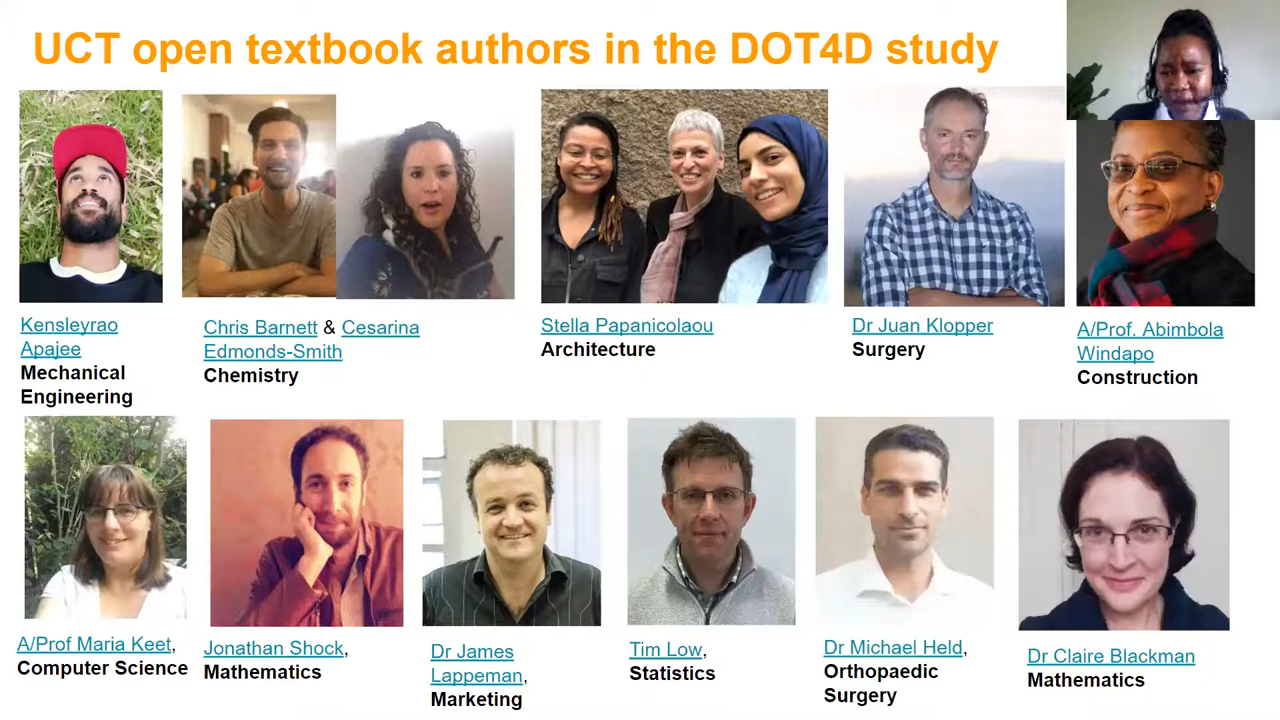 UCT open textbook authors in the DOT4D study
Kensleyrao
Apajee
Mechanical
Engineering
Chris Barnett & Cesarina
Edmonds-Smith
Chemistry
Stella Papanicolaou
Architecture
Dr Juan Klopper
Surgery
A/Prof. Abimbola
Windapo
Construction
A/Prof Maria Keet,
Computer Science
Jonathan Shock,
Mathematics
Dr James
Lappeman,
Marketing
Tim Low,
Statistics
Dr Michael Held,
Orthopaedic
Surgery
Dr Claire Blackman
Mathematics